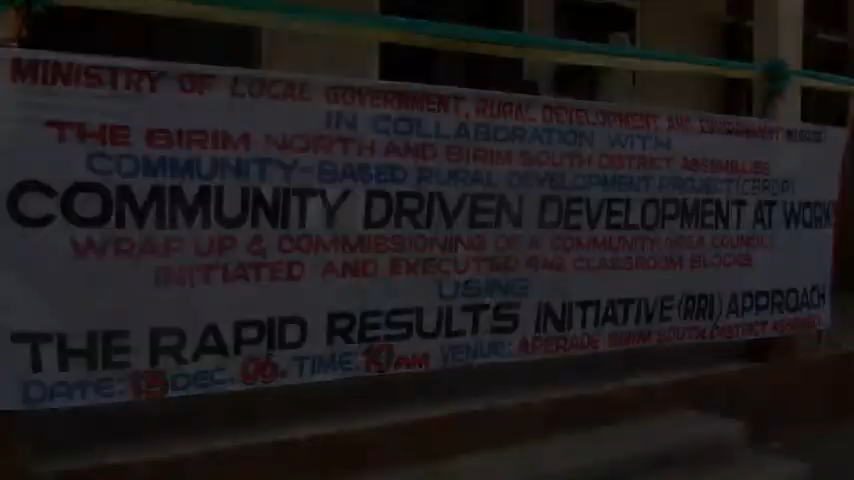 MINISTRY OF LOCAL GOVERNMENT, RURAL DEVELOPMENT AND ENVIRONMENT
IN COLLABORATION WITH
THE BIRIM NORTH AND BIRIM SOUTH DISTRICT ASSEMBLIES
COMMUNITY-BASED RURAL DEVELOPMENT PROJECT (CBRDP)
COMMUNITY DRIVEN DEVELOPMENT AT WORK
WRAP UP & COMMISSIONING OF A COMMUNITY AREA COUNCIL
INITIATED AND EXECUTED CLASSROOM BLOCKS
USING
THE RAPID RESULTS INITIATIVE (RRI) APPROACH
DATE: DEC. 06. TIME: AM VENUE: APERADE BIRIM SOUTH DISTRICT ASSEMBLY